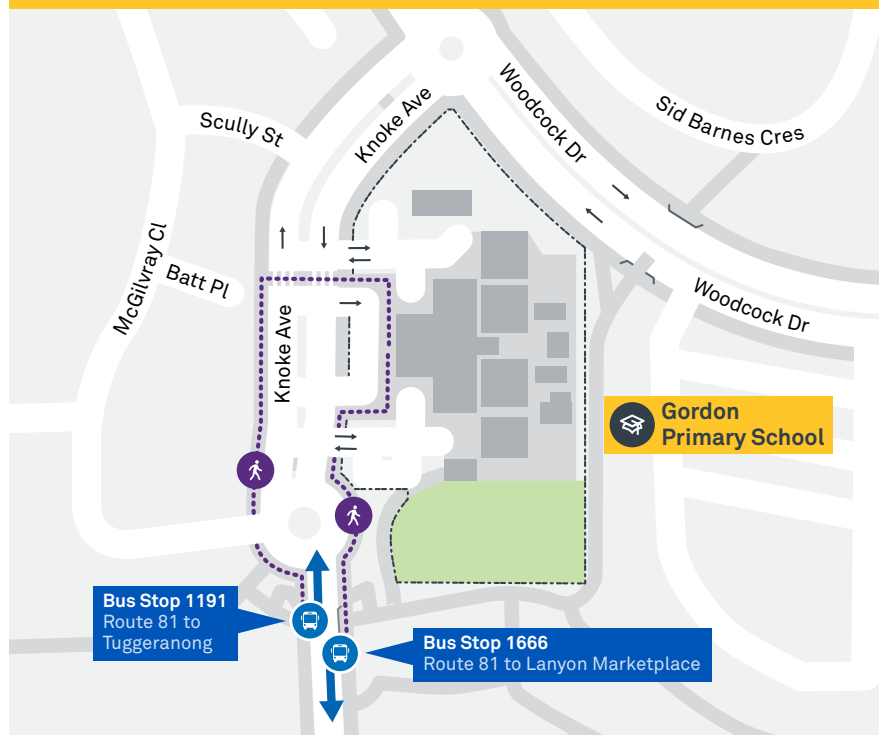 Woodcock Dr
Sid Barnes Cres
Knoke Ave
Scully St
McGilvray Cl
Batt Pl
Woodcock Dr
Knoke Ave
Gordon
Primary School
Bus Stop 1191
Route 81 to
Tuggeranong
Bus Stop 1666
Route 81 to Lanyon Marketplace